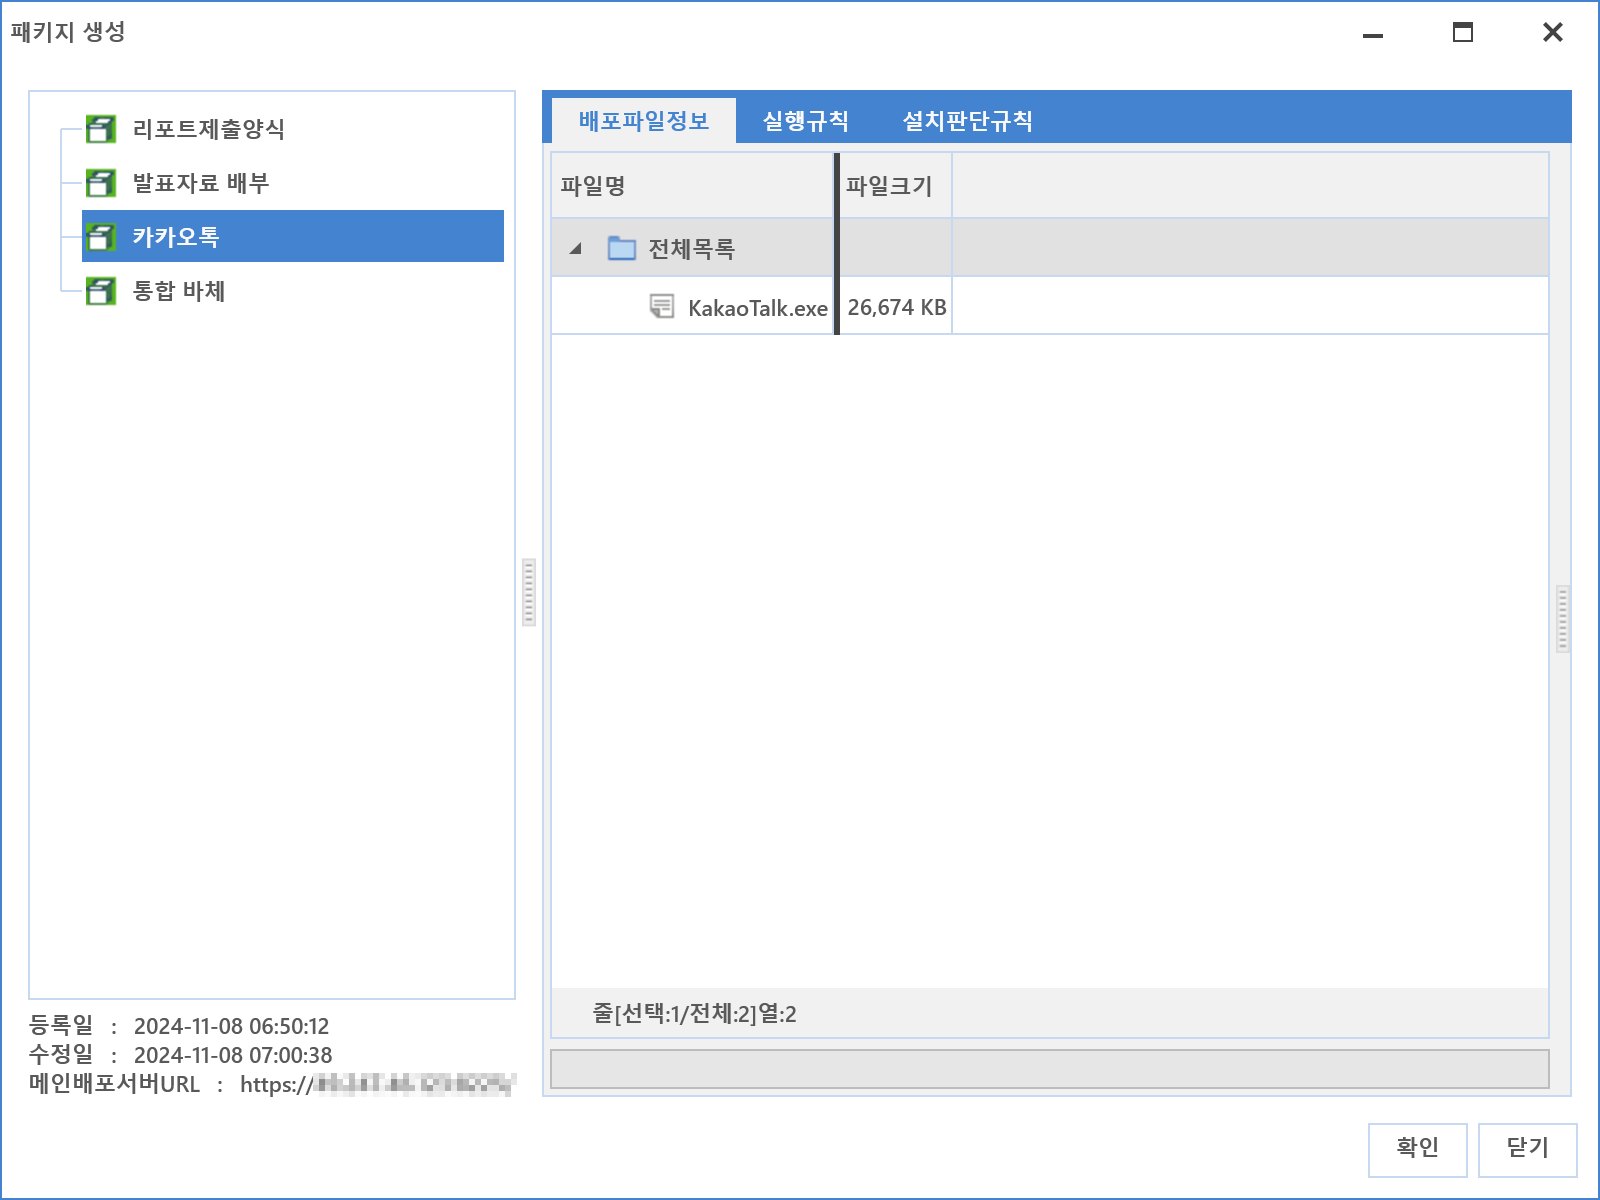 패키지 생성
리포트제출양식
발표자료 배부
카카오톡
통합 바체
등록일 : 2024-11-08 06:50:12
수정일 : 2024-11-08 07:00:38
메인배포서버URL : https://
배포파일정보 실행규칙 설치판단규칙
파일명 파일크기
전체목록
KakaoTalk.exe 26,674 KB
줄[선택:1/전체:2]열:2
확인 닫기